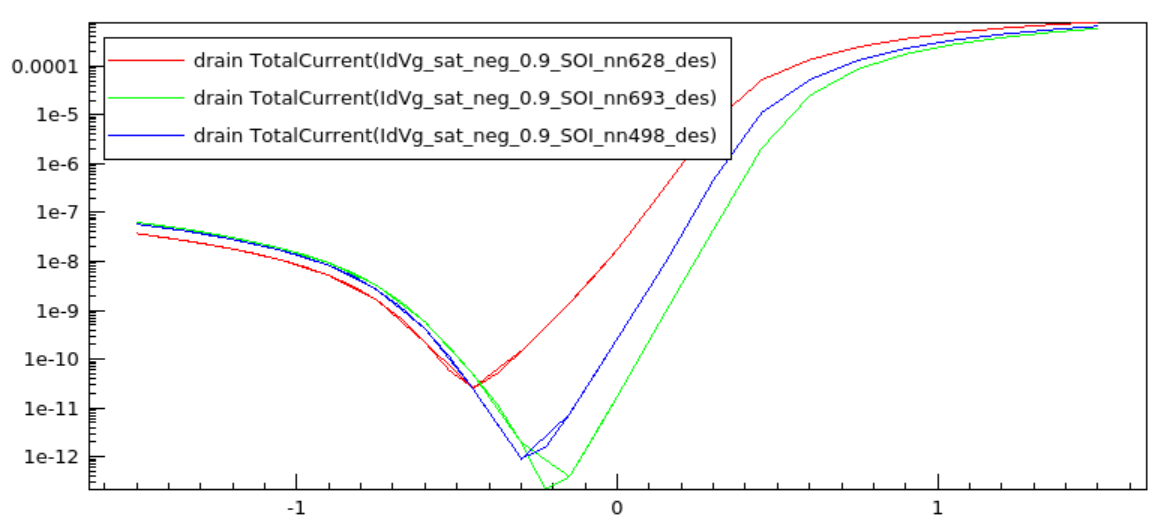 drain TotalCurrent(IdVg_sat_neg_0.9_SOI_nn628_des)
drain TotalCurrent(IdVg_sat_neg_0.9_SOI_nn693_des)
drain TotalCurrent(IdVg_sat_neg_0.9_SOI_nn498_des)
0.0001
1e-5
1e-6
1e-7
1e-8
1e-9
1e-10
1e-11
1e-12
-1 0 1